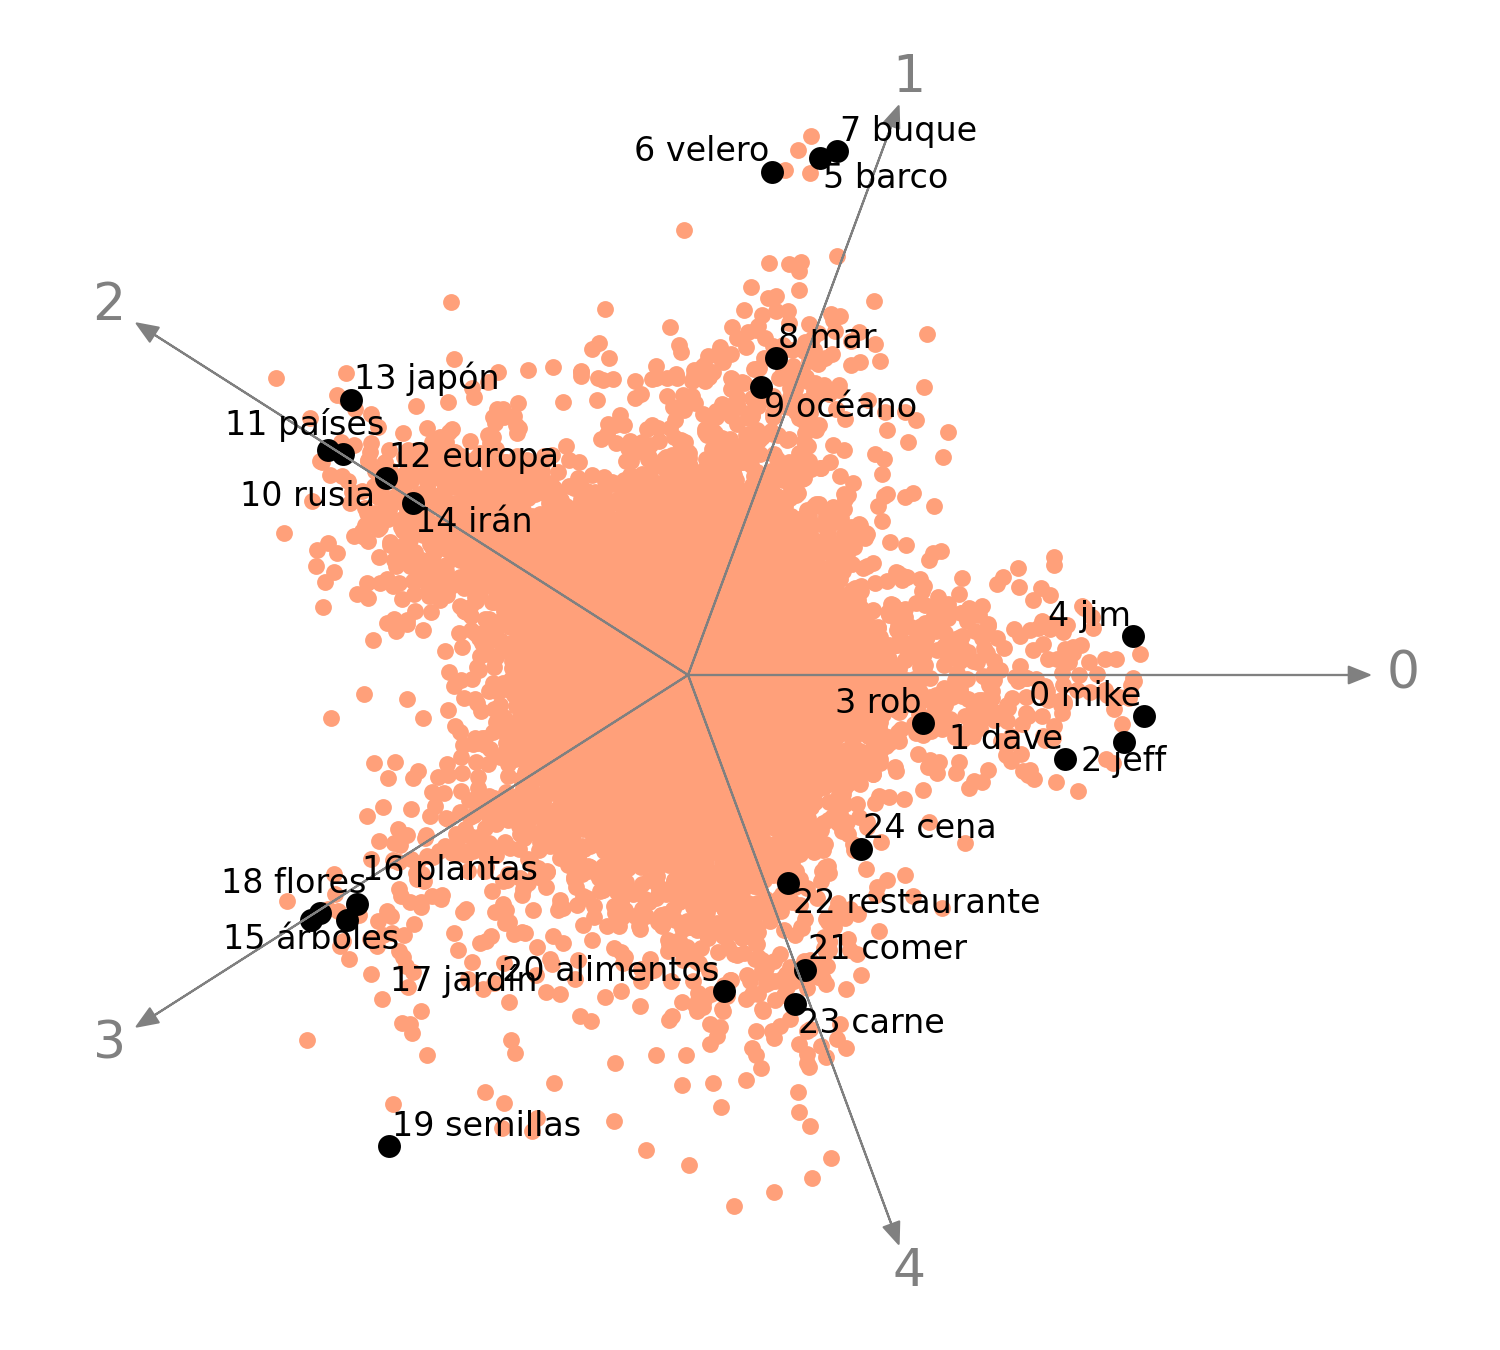 1
7 buque
6 velero
5 barco
2
8 mar
13 japón
9 océano
11 países
12 europa
10 rusia
14 irán
4 jim
0
0 mike
3 rob
1 dave
2 jeff
24 cena
16 plantas
18 flores
22 restaurante
15 árboles
21 comer
20 alimentos
17 jardín
23 carne
3
19 semillas
4